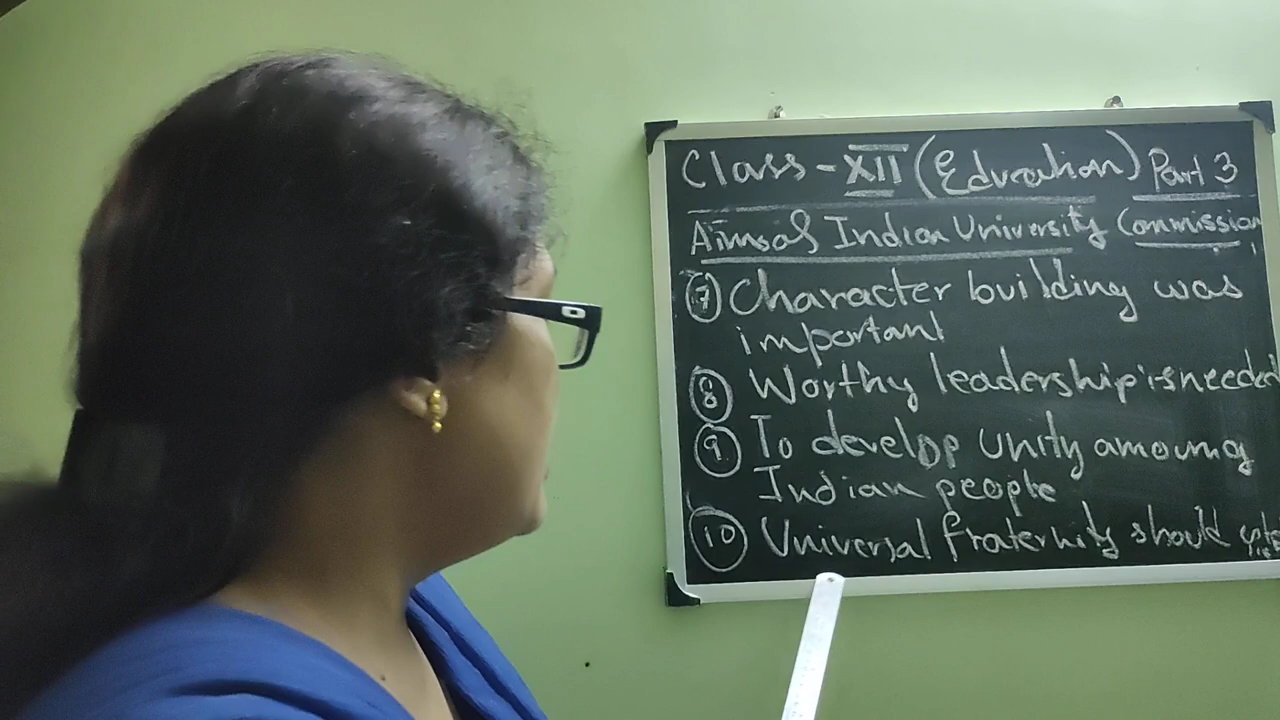 Class - XII (Education) Part 3
Aims of Indian University Commission
7 Character building was
important
8 Worthy leadership is needed
9 To develop unity amoung
Indian people
10 Universal fraternity should